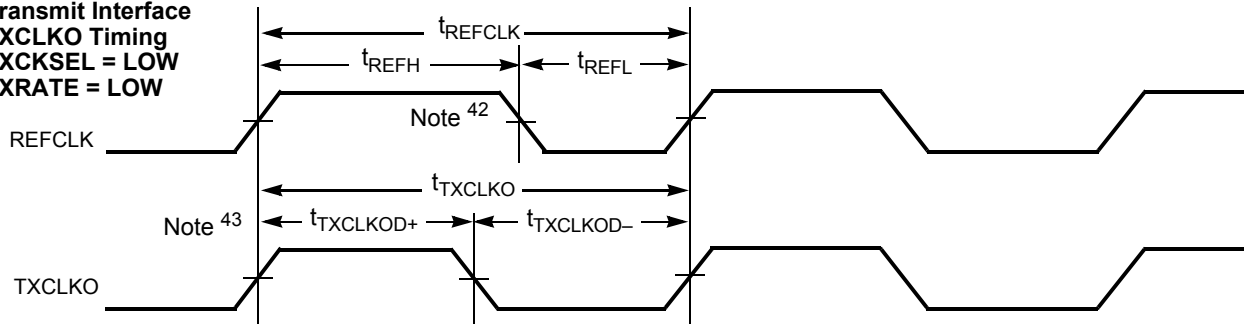 ransmit Interface
XCLKO Timing
XCKSEL = LOW
XRATE = LOW
tREFCLK
tREFH
tREFL
Note 42
REFCLK
tTXCLKO
Note 43
tTXCLKOD+
tTXCLKOD–
TXCLKO